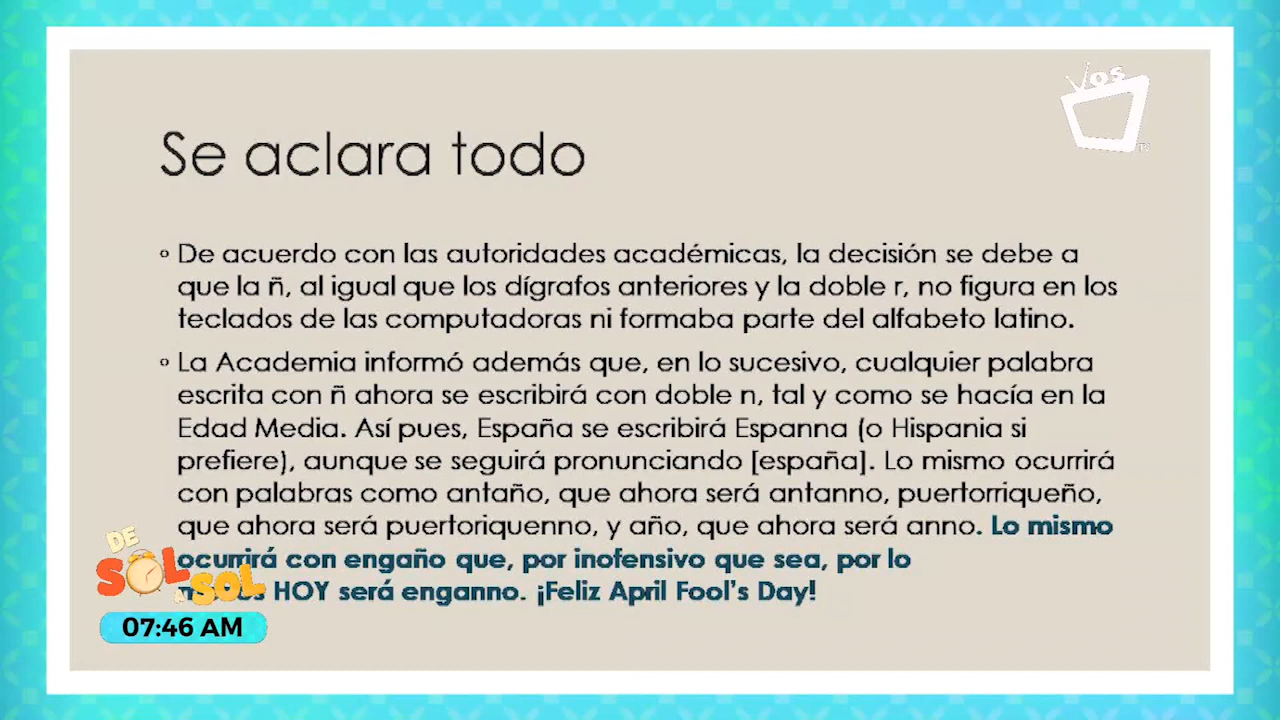 VOS
TV
Se aclara todo
De acuerdo con las autoridades académicas, la decisión se debe a
que la ñ, al igual que los dígrafos anteriores y la doble r, no figura en los
teclados de las computadoras ni formaba parte del alfabeto latino.
La Academia informó además que, en lo sucesivo, cualquier palabra
escrita con ñ ahora se escribirá con doble n, tal y como se hacía en la
Edad Media. Así pues, España se escribirá Espanna (o Hispania si
prefiere), aunque se seguirá pronunciando [españa]. Lo mismo ocurrirá
con palabras como antaño, que ahora será antanno, puertorriqueño,
que ahora será puertoriquenno, y año, que ahora será anno. Lo mismo
ocurrirá con engaño que, por inofensivo que sea, por lo
HOY será enganno. ¡Feliz April Fool's Day!
DE
SOL
A
SOL
07:46 AM